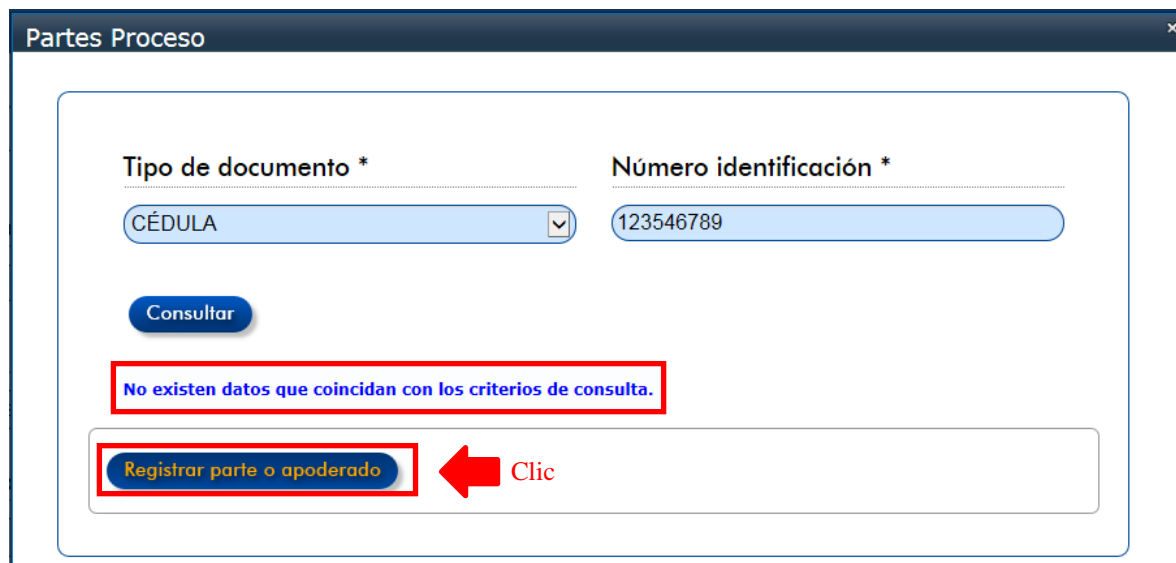 Partes Proceso
×
Tipo de documento *
Número identificación *
CÉDULA
123546789
Consultar
No existen datos que coincidan con los criterios de consulta.
Registrar parte o apoderado
Clic